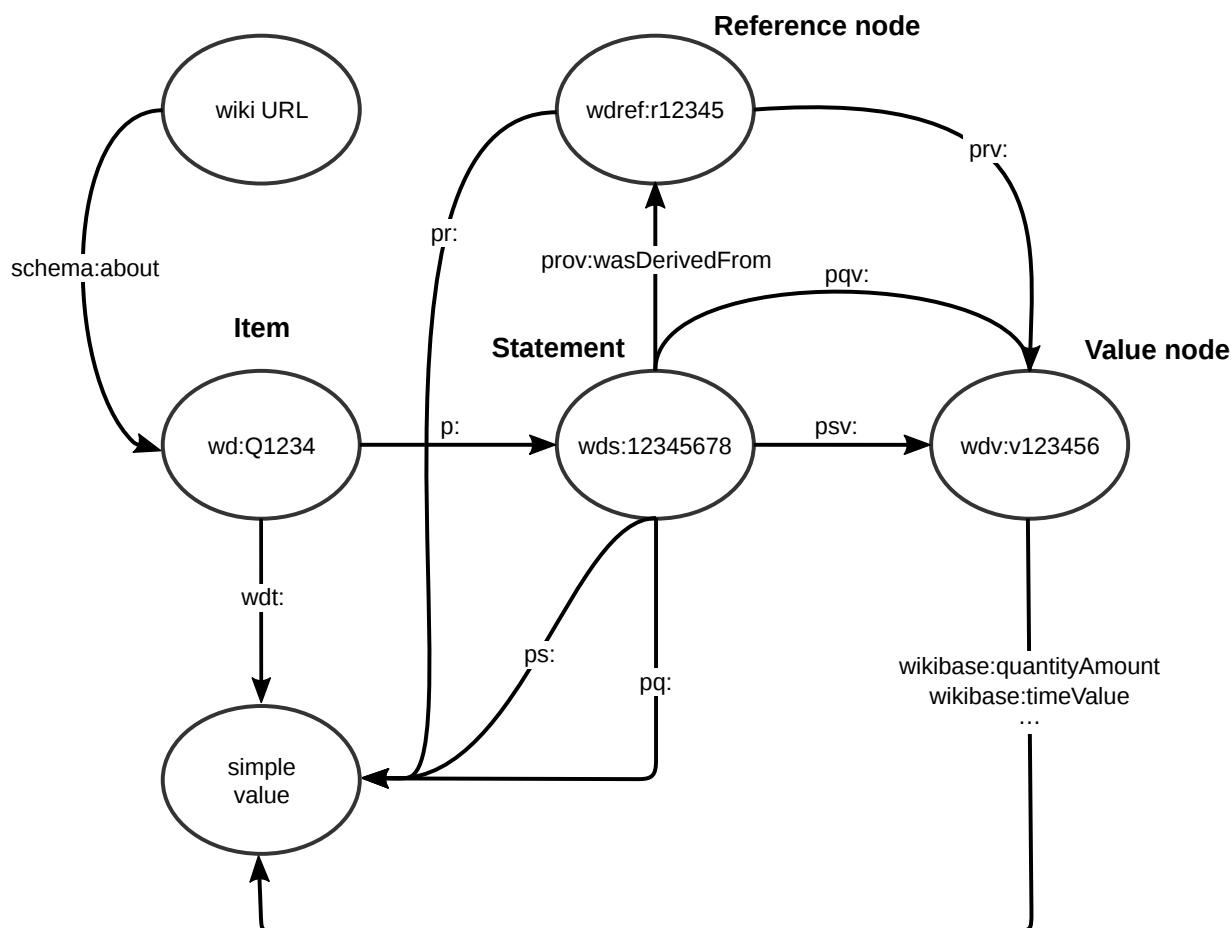 Reference node
wiki URL
wdref:r12345
prv:
pr:
schema:about
prov:wasDerivedFrom
pqv:
Item
Statement
Value node
p:
psv:
wd:Q1234
wds:12345678
wdv:v123456
wdt:
ps:
pq:
wikibase:quantityAmount
wikibase:timeValue
...
simple
value